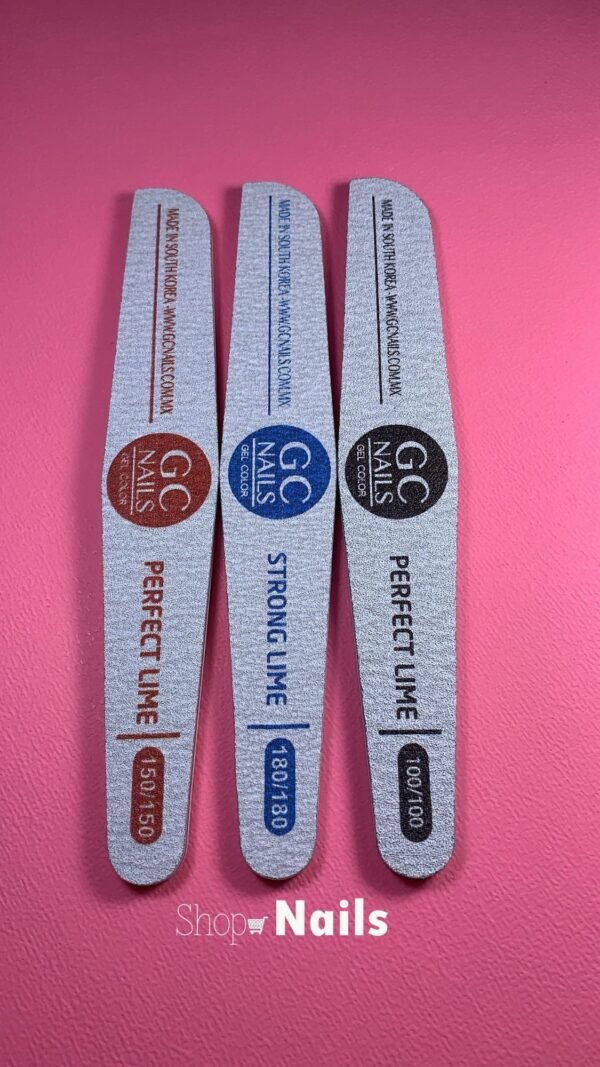 MADE IN SOUTH KOREA -WWW.GCNAILS.COM.MX
GC
NAILS
GEL COLOR
PERFECT LIME
150/150
MADE IN SOUTH KOREA -WWW.GCNAILS.COM.MX
GC
NAILS
GEL COLOR
STRONG LIME
180/180
MADE IN SOUTH KOREA -WWW.GCNAILS.COM.MX
GC
NAILS
GEL COLOR
PERFECT LIME
100/100
Shop Nails